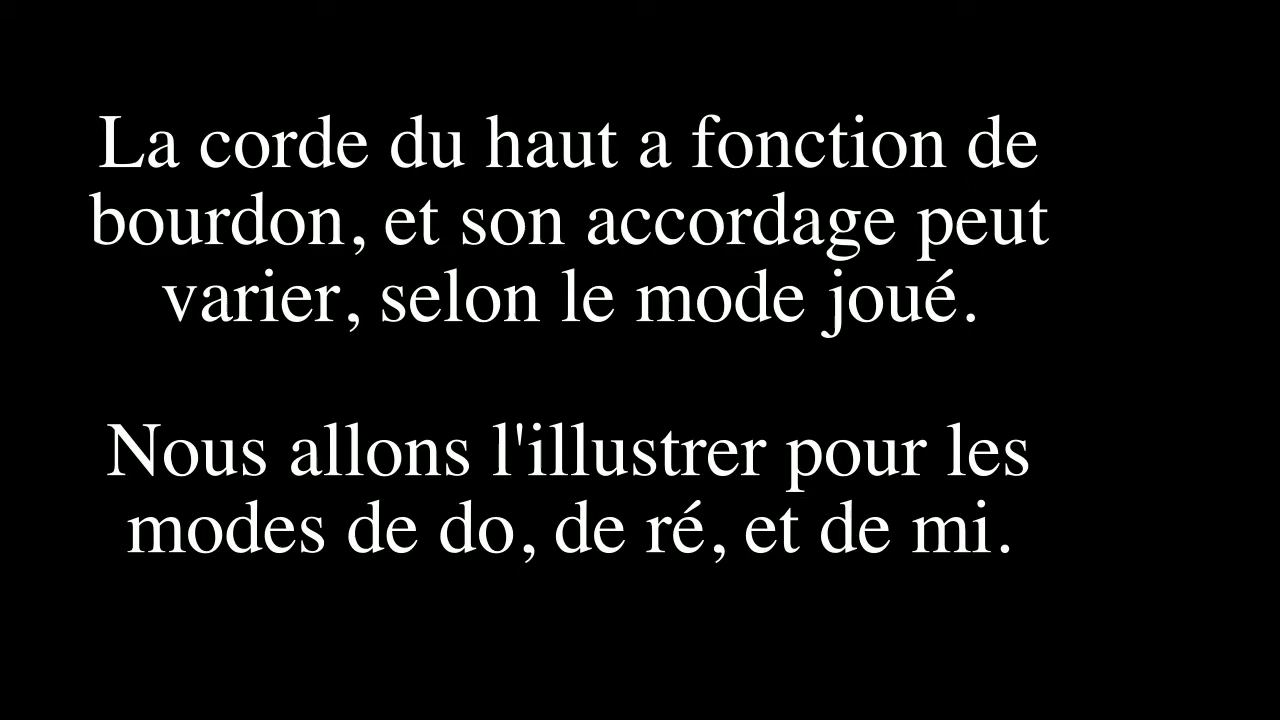 La corde du haut a fonction de
bourdon, et son accordage peut
varier, selon le mode joué.
Nous allons l'illustrer pour les
modes de do, de ré, et de mi.